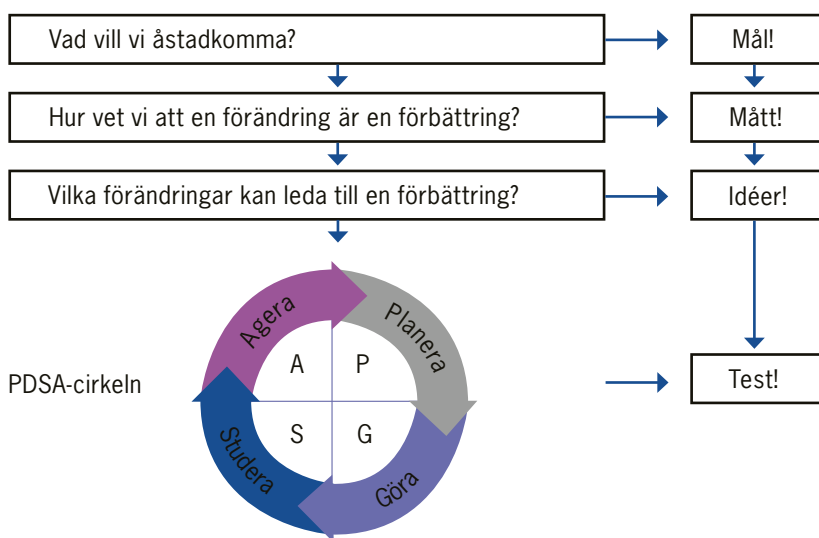 Vad vill vi åstadkomma?
Mål!
Hur vet vi att en förändring är en förbättring?
Mått!
Vilka förändringar kan leda till en förbättring?
Idéer!
Agera
Planera
A
P
PDSA-cirkeln
Test!
S
G
Studera
Göra